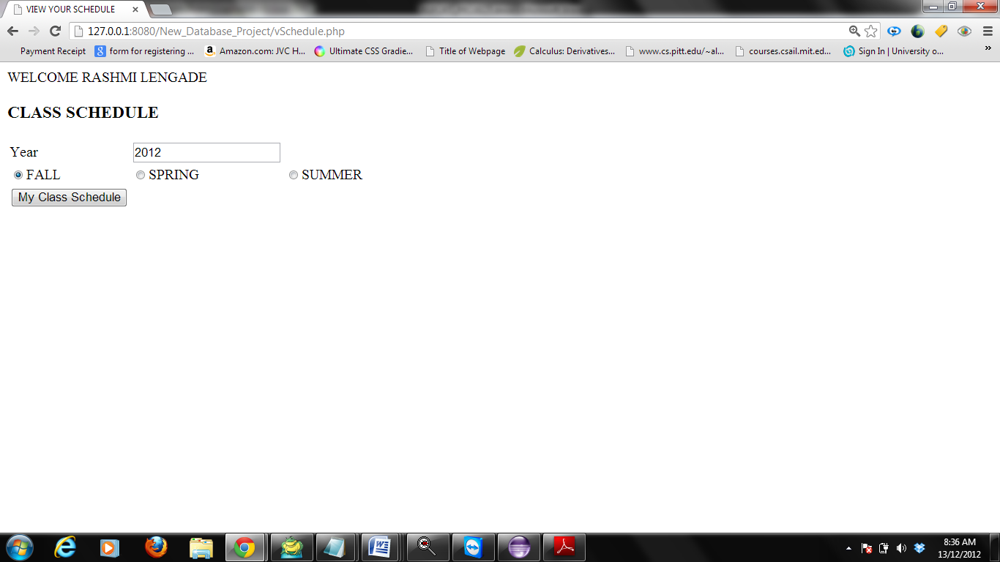 VIEW YOUR SCHEDULE
127.0.0.1:8080/New_Database_Project/vSchedule.php
Payment Receipt form for registering ... Amazon.com: JVC H... Ultimate CSS Gradie... Title of Webpage Calculus: Derivatives... www.cs.pitt.edu/~al... courses.csail.mit.ed... Sign In | University o... »
WELCOME RASHMI LENGADE
CLASS SCHEDULE
Year 2012
FALL SPRING SUMMER
My Class Schedule
8:36 AM
13/12/2012